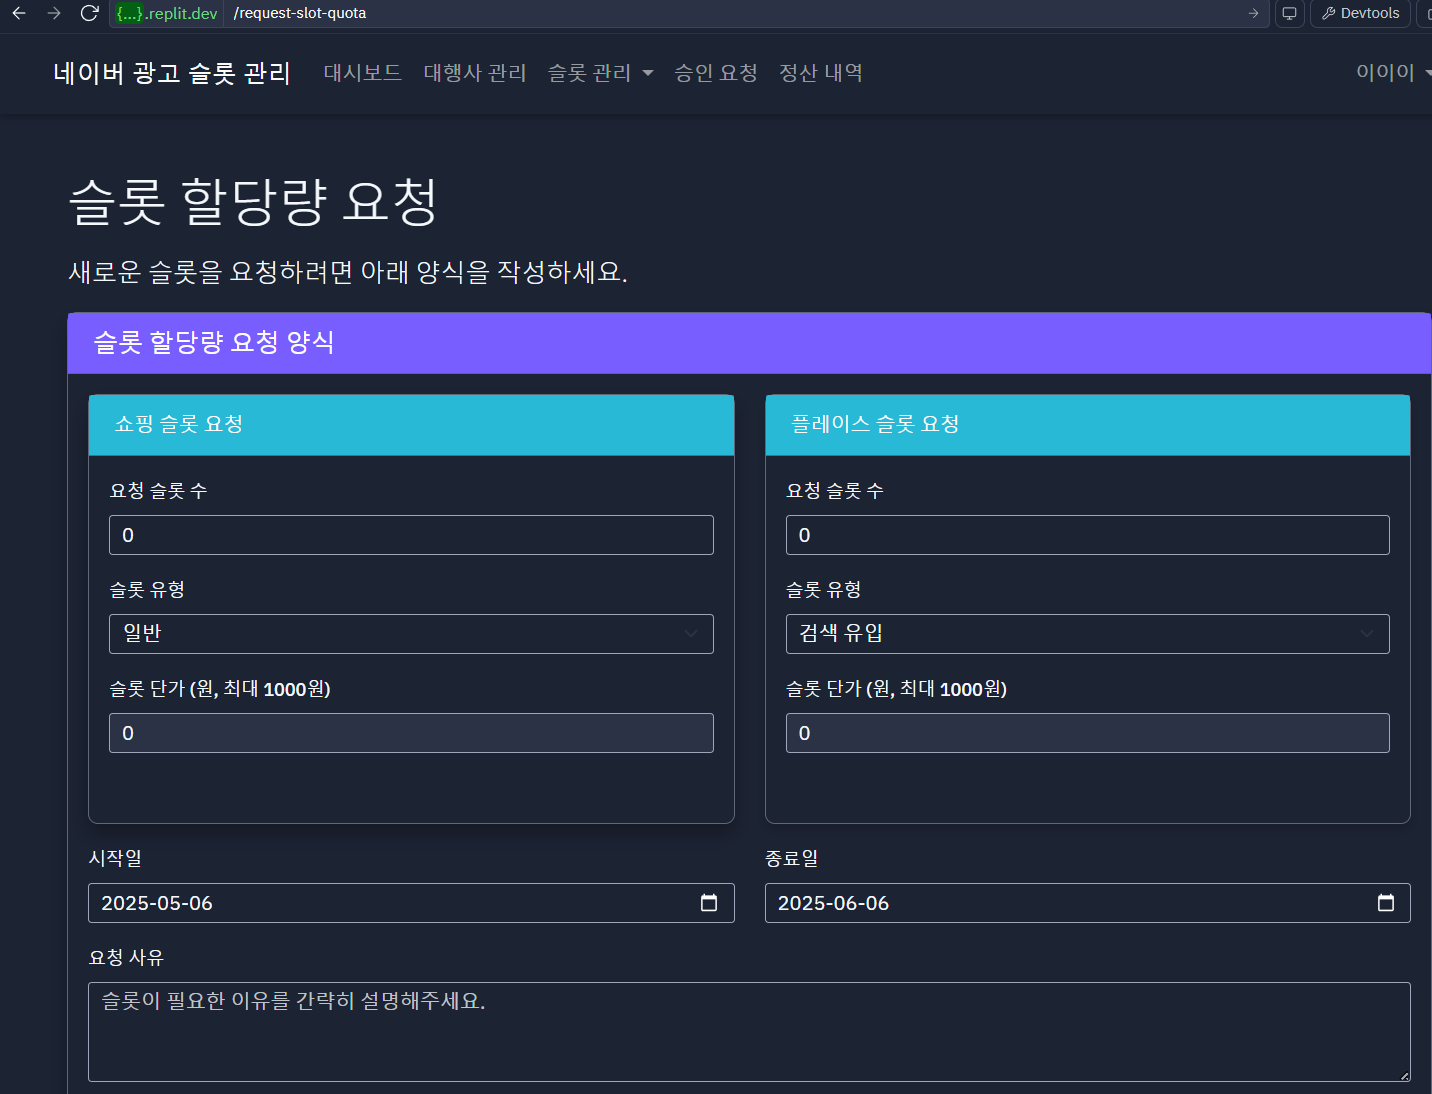 {...}.replit.dev /request-slot-quota Devtools
네이버 광고 슬롯 관리 대시보드 대행사 관리 슬롯 관리 승인 요청 정산 내역 이이이
슬롯 할당량 요청
새로운 슬롯을 요청하려면 아래 양식을 작성하세요.
슬롯 할당량 요청 양식
쇼핑 슬롯 요청
요청 슬롯 수
0
슬롯 유형
일반
슬롯 단가 (원, 최대 1000원)
0
플레이스 슬롯 요청
요청 슬롯 수
0
슬롯 유형
검색 유입
슬롯 단가 (원, 최대 1000원)
0
시작일
2025-05-06
종료일
2025-06-06
요청 사유
슬롯이 필요한 이유를 간략히 설명해주세요.